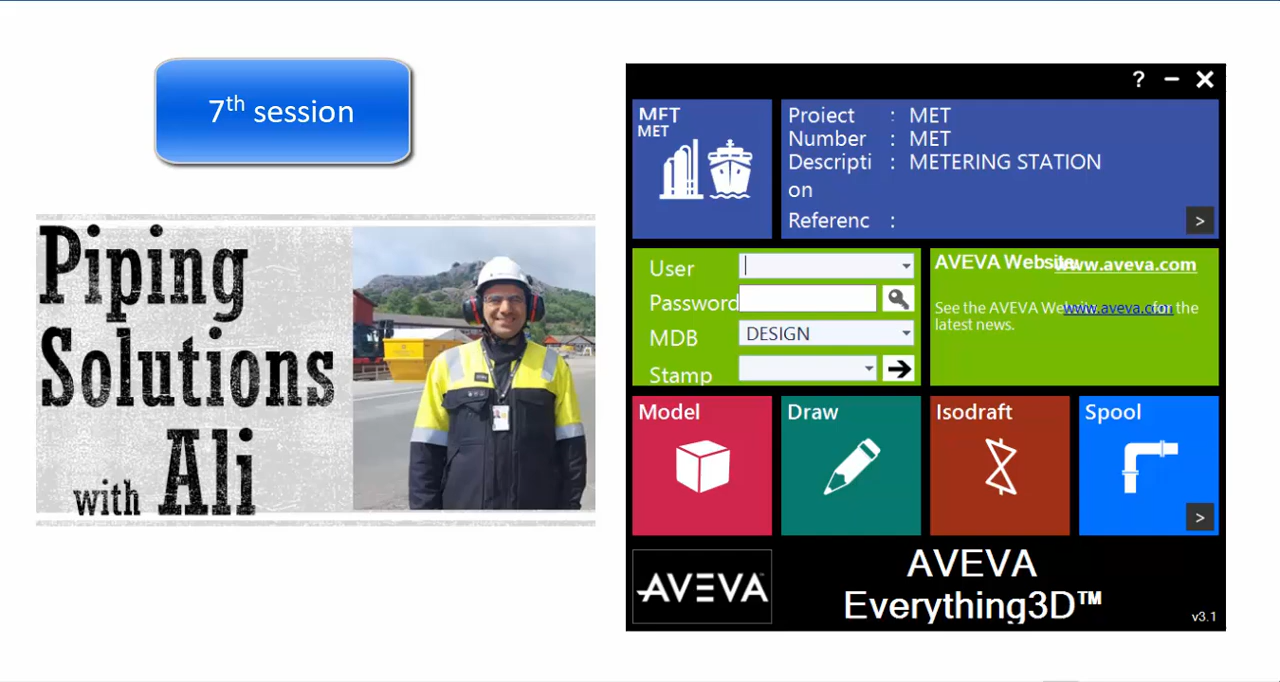 7th session
Piping
Solutions
with Ali
? − ×
MET
MET
Project : MET
Number : MET
Descripti : METERING STATION
on
Referenc :
>
User
Password
MDB DESIGN
Stamp
AVEVA Website www.aveva.com
See the AVEVA Website www.aveva.com for the
latest news.
Model
Draw
Isodraft
Spool
>
AVEVA
AVEVA
Everything3D™
v3.1